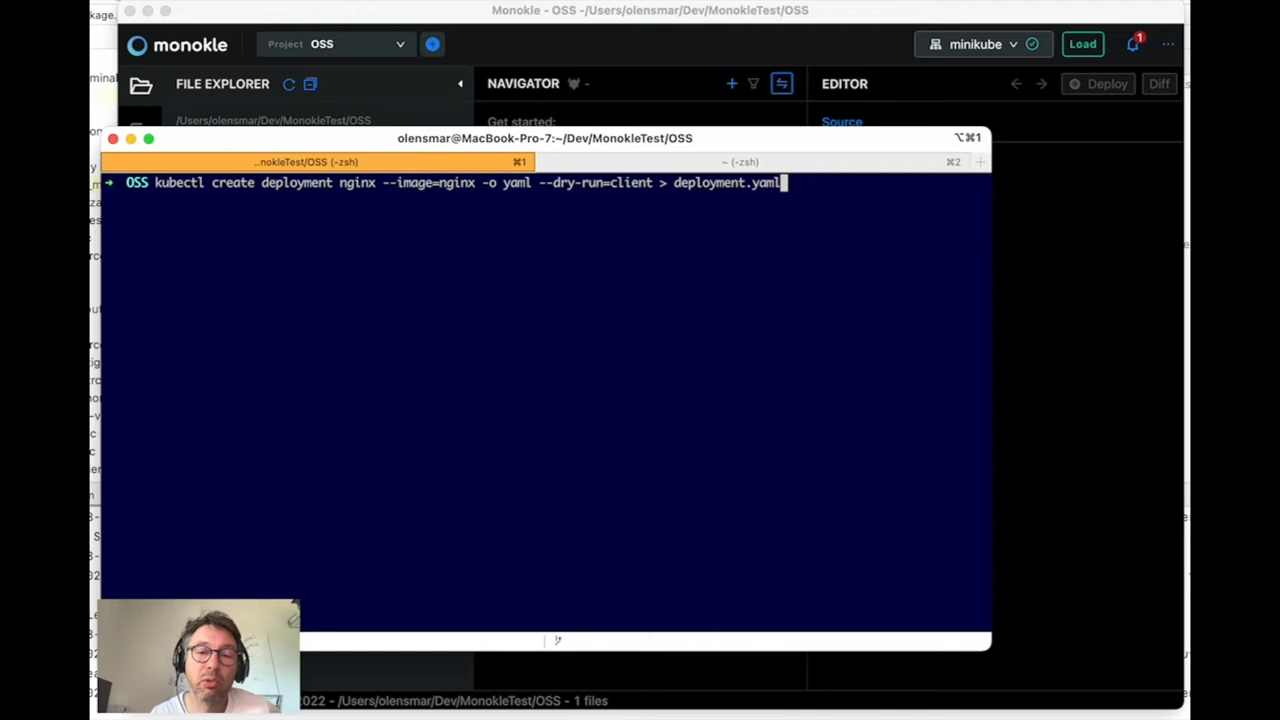 Monokle - OSS -/Users/olensmar/Dev/MonokleTest/OSS
monokle
Project OSS
minikube
Load
1
FILE EXPLORER
NAVIGATOR
EDITOR
Deploy
Diff
/Users/olensmar/Dev/MonokleTest/OSS
Get started:
Source
olensmar@MacBook-Pro-7:~/Dev/MonokleTest/OSS
⌥⌘1
..nokleTest/OSS (-zsh) ⌘1
~ (-zsh) ⌘2
→ OSS kubectl create deployment nginx --image=nginx -o yaml --dry-run=client > deployment.yaml
2022 - /Users/olensmar/Dev/MonokleTest/OSS - 1 files